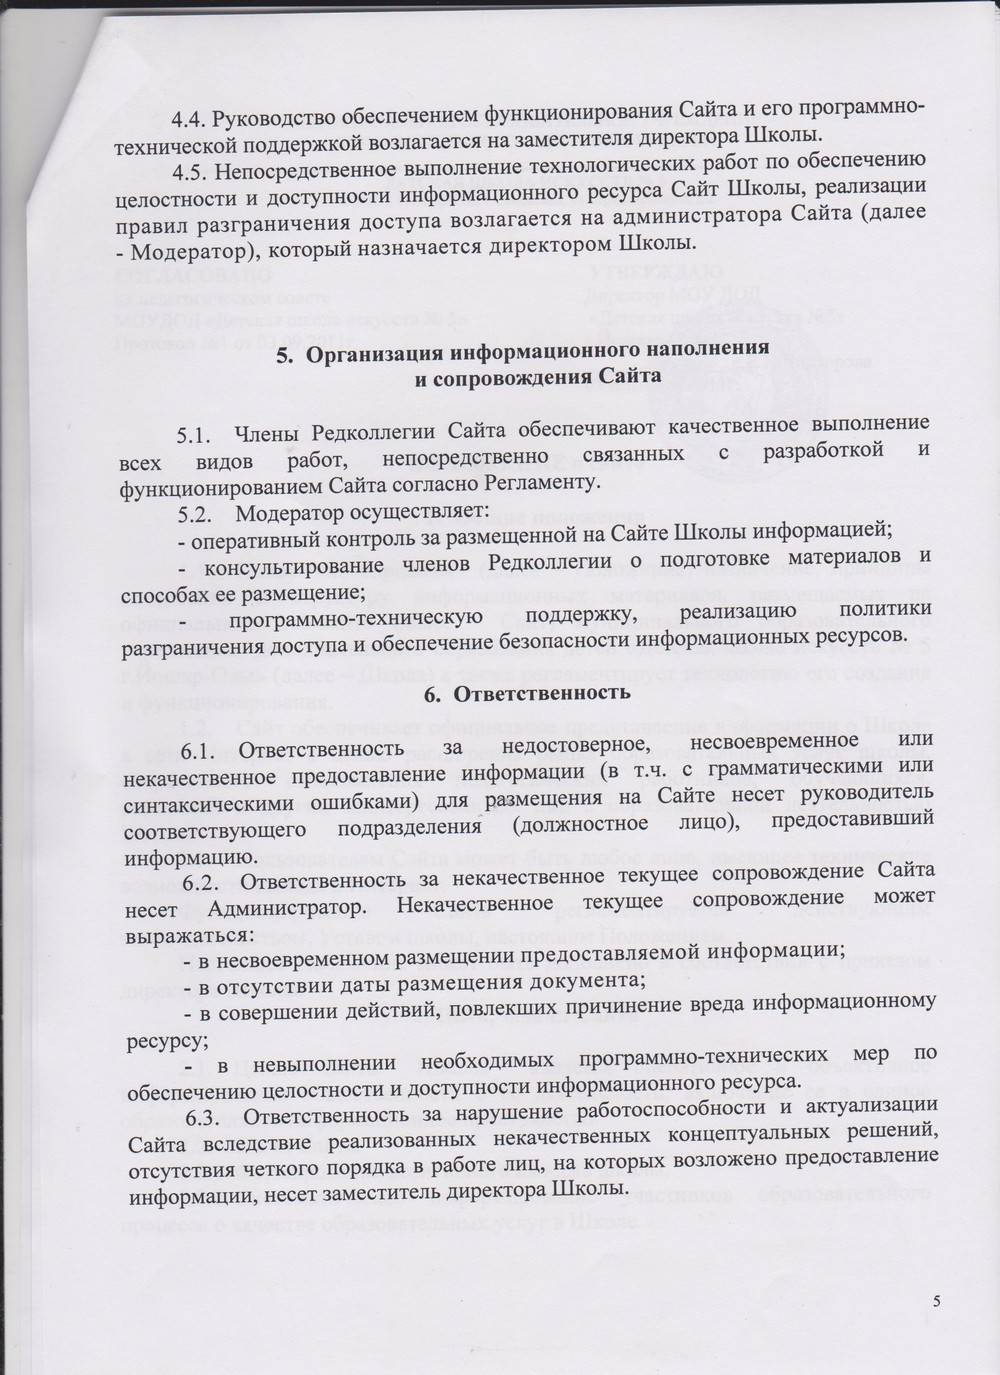 4.4. Руководство обеспечением функционирования Сайта и его программно-
технической поддержкой возлагается на заместителя директора Школы.
4.5. Непосредственное выполнение технологических работ по обеспечению
целостности и доступности информационного ресурса Сайт Школы, реализации
правил разграничения доступа возлагается на администратора Сайта (далее
- Модератор), который назначается директором Школы.
5. Организация информационного наполнения
и сопровождения Сайта
5.1. Члены Редколлегии Сайта обеспечивают качественное выполнение
всех видов работ, непосредственно связанных с разработкой и
функционированием Сайта согласно Регламенту.
5.2. Модератор осуществляет:
- оперативный контроль за размещенной на Сайте Школы информацией;
- консультирование членов Редколлегии о подготовке материалов и
способах ее размещение;
- программно-техническую поддержку, реализацию политики
разграничения доступа и обеспечение безопасности информационных ресурсов.
6. Ответственность
6.1. Ответственность за недостоверное, несвоевременное или
некачественное предоставление информации (в т.ч. с грамматическими или
синтаксическими ошибками) для размещения на Сайте несет руководитель
соответствующего подразделения (должностное лицо), предоставивший
информацию.
6.2. Ответственность за некачественное текущее сопровождение Сайта
несет Администратор. Некачественное текущее сопровождение может
выражаться:
- в несвоевременном размещении предоставляемой информации;
- в отсутствии даты размещения документа;
- в совершении действий, повлекших причинение вреда информационному
ресурсу;
- в невыполнении необходимых программно-технических мер по
обеспечению целостности и доступности информационного ресурса.
6.3. Ответственность за нарушение работоспособности и актуализации
Сайта вследствие реализованных некачественных концептуальных решений,
отсутствия четкого порядка в работе лиц, на которых возложено предоставление
информации, несет заместитель директора Школы.
5